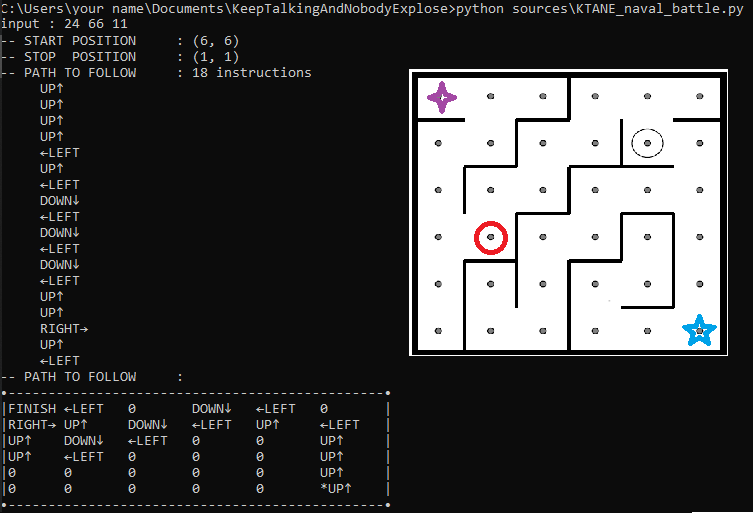 C:\Users\your name\Documents\KeepTalkingAndNobodyExplose>python sources\KTANE_naval_battle.py
input : 24 66 11
-- START POSITION     : (6, 6)
-- STOP  POSITION     : (1, 1)
-- PATH TO FOLLOW     : 18 instructions
UP↑
UP↑
UP↑
UP↑
←LEFT
UP↑
←LEFT
DOWN↓
←LEFT
DOWN↓
←LEFT
DOWN↓
←LEFT
UP↑
UP↑
RIGHT→
UP↑
←LEFT
-- PATH TO FOLLOW     :
•-----------------------------------------------•
|FINISH ←LEFT   0       DOWN↓   ←LEFT   0       |
|RIGHT→ UP↑     DOWN↓   ←LEFT   UP↑     ←LEFT   |
|UP↑    DOWN↓   ←LEFT   0       0       UP↑     |
|UP↑    ←LEFT   0       0       0       UP↑     |
|0      0       0       0       0       UP↑     |
|0      0       0       0       0       *UP↑    |
•-----------------------------------------------•